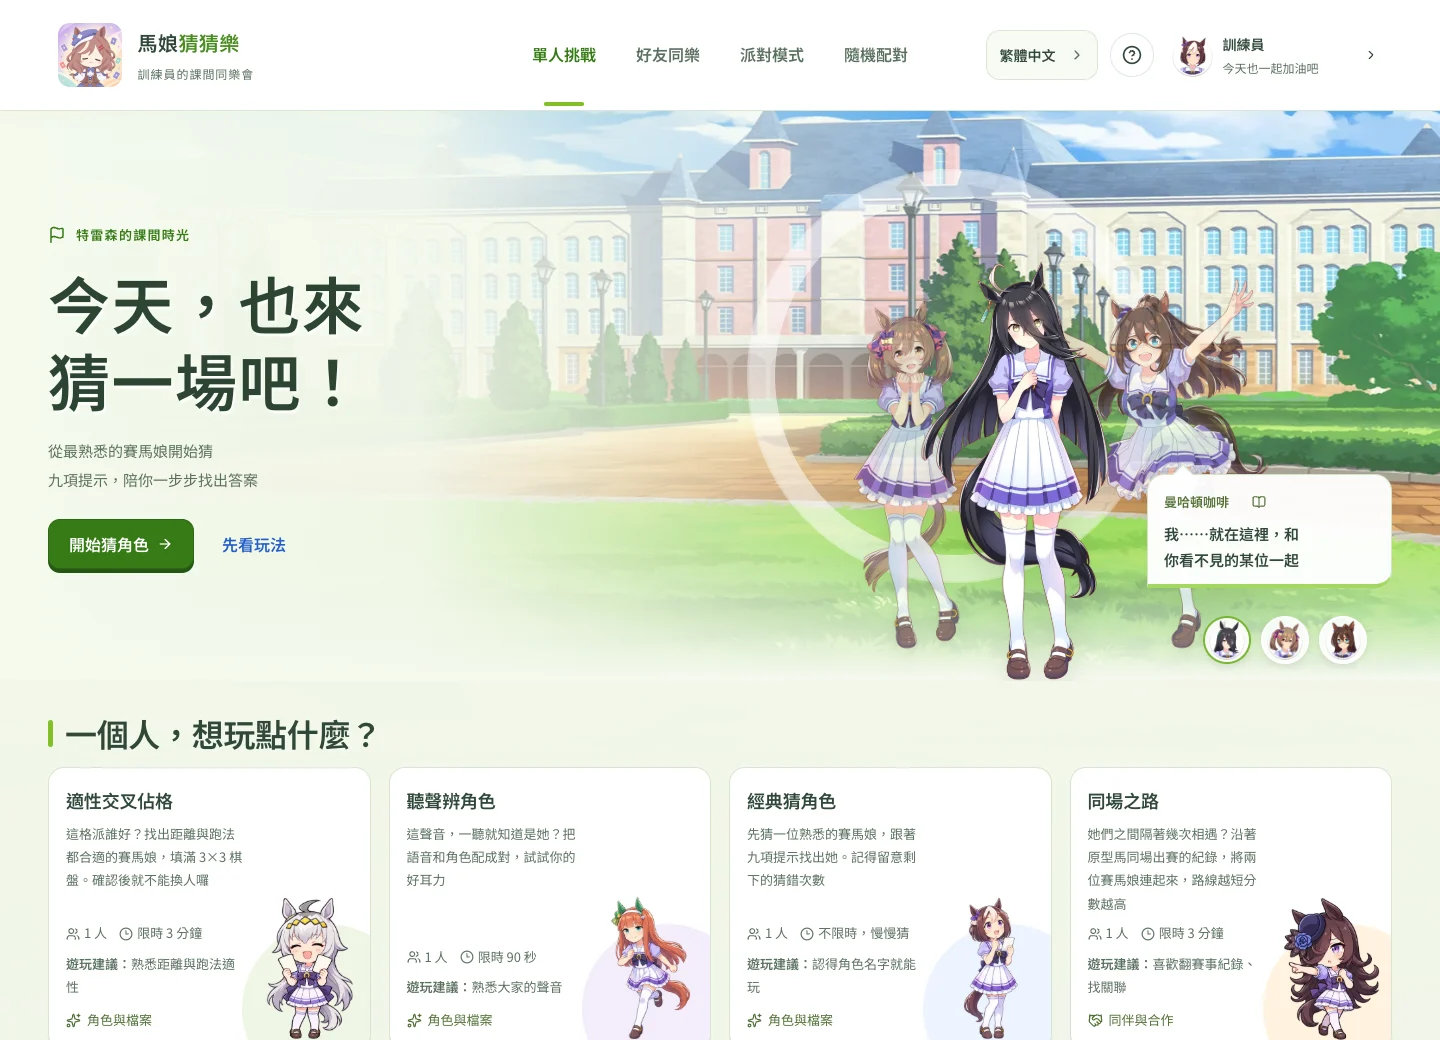 馬娘猜猜樂
訓練員的課間同樂會
單人挑戰
好友同樂
派對模式
隨機配對
繁體中文
訓練員
今天也一起加油吧
特雷森的課間時光
今天，也來
猜一場吧！
從最熟悉的賽馬娘開始猜
九項提示，陪你一步步找出答案
開始猜角色
先看玩法
曼哈頓咖啡
我⋯⋯就在這裡，和
你看不見的某位一起
一個人，想玩點什麼？
適性交叉佔格
這格派誰好？找出距離與跑法
都合適的賽馬娘，填滿 3×3 棋
盤。確認後就不能換人囉
1 人
限時 3 分鐘
遊玩建議：熟悉距離與跑法適
性
角色與檔案
聽聲辨角色
這聲音，一聽就知道是她？把
語音和角色配成對，試試你的
好耳力
1 人
限時 90 秒
遊玩建議：熟悉大家的聲音
角色與檔案
經典猜角色
先猜一位熟悉的賽馬娘，跟著
九項提示找出她。記得留意剩
下的猜錯次數
1 人
不限時，慢慢猜
遊玩建議：認得角色名字就能
玩
角色與檔案
同場之路
她們之間隔著幾次相遇？沿著
原型馬同場出賽的紀錄，將兩
位賽馬娘連起來，路線越短分
數越高
1 人
限時 3 分鐘
遊玩建議：喜歡翻賽事紀錄、
找關聯
同伴與合作